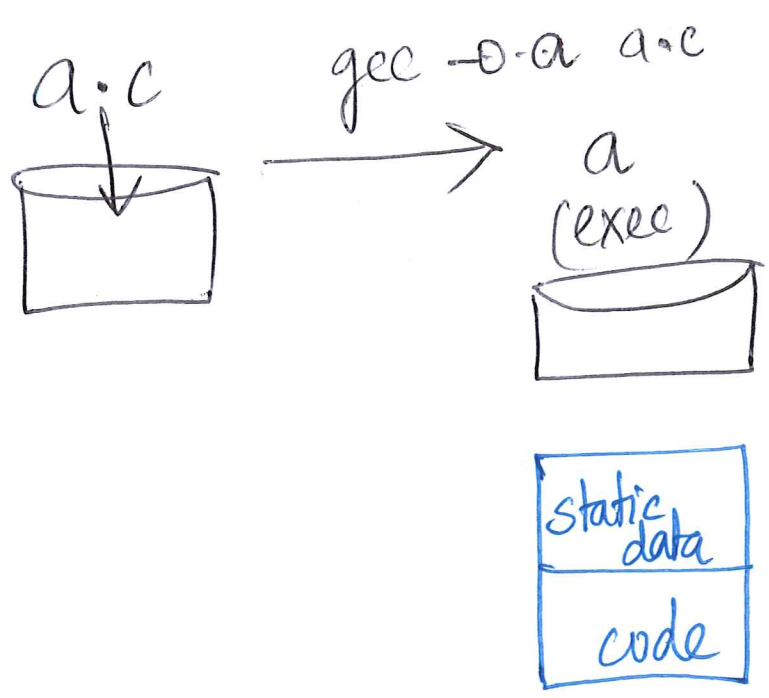 a.c
gcc -o a a.c
a
(exec)
static
data
code